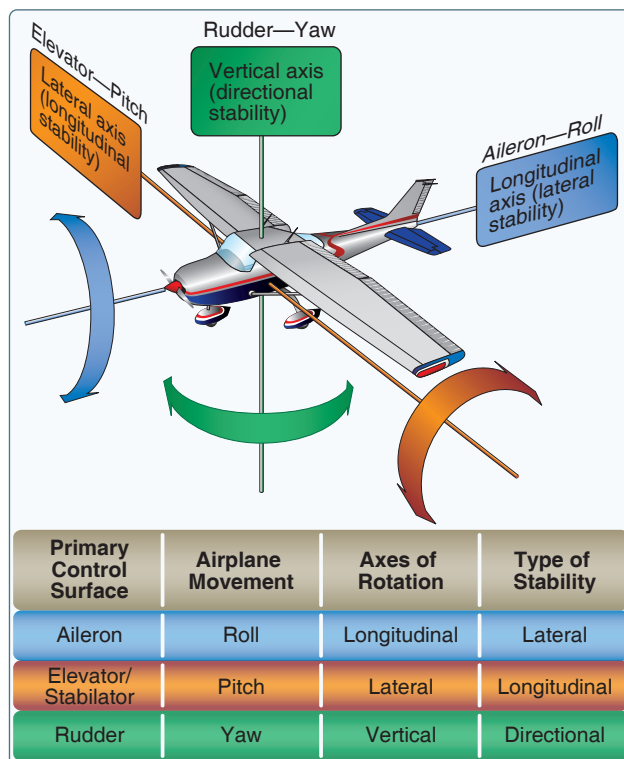 Rudder—Yaw
Vertical axis
(directional
stability)
Elevator—Pitch
Lateral axis
(longitudinal
stability)
Aileron—Roll
Longitudinal
axis (lateral
stability)
Primary
Control
Surface
Airplane
Movement
Axes of
Rotation
Type of
Stability
Aileron
Roll
Longitudinal
Lateral
Elevator/
Stabilator
Pitch
Lateral
Longitudinal
Rudder
Yaw
Vertical
Directional